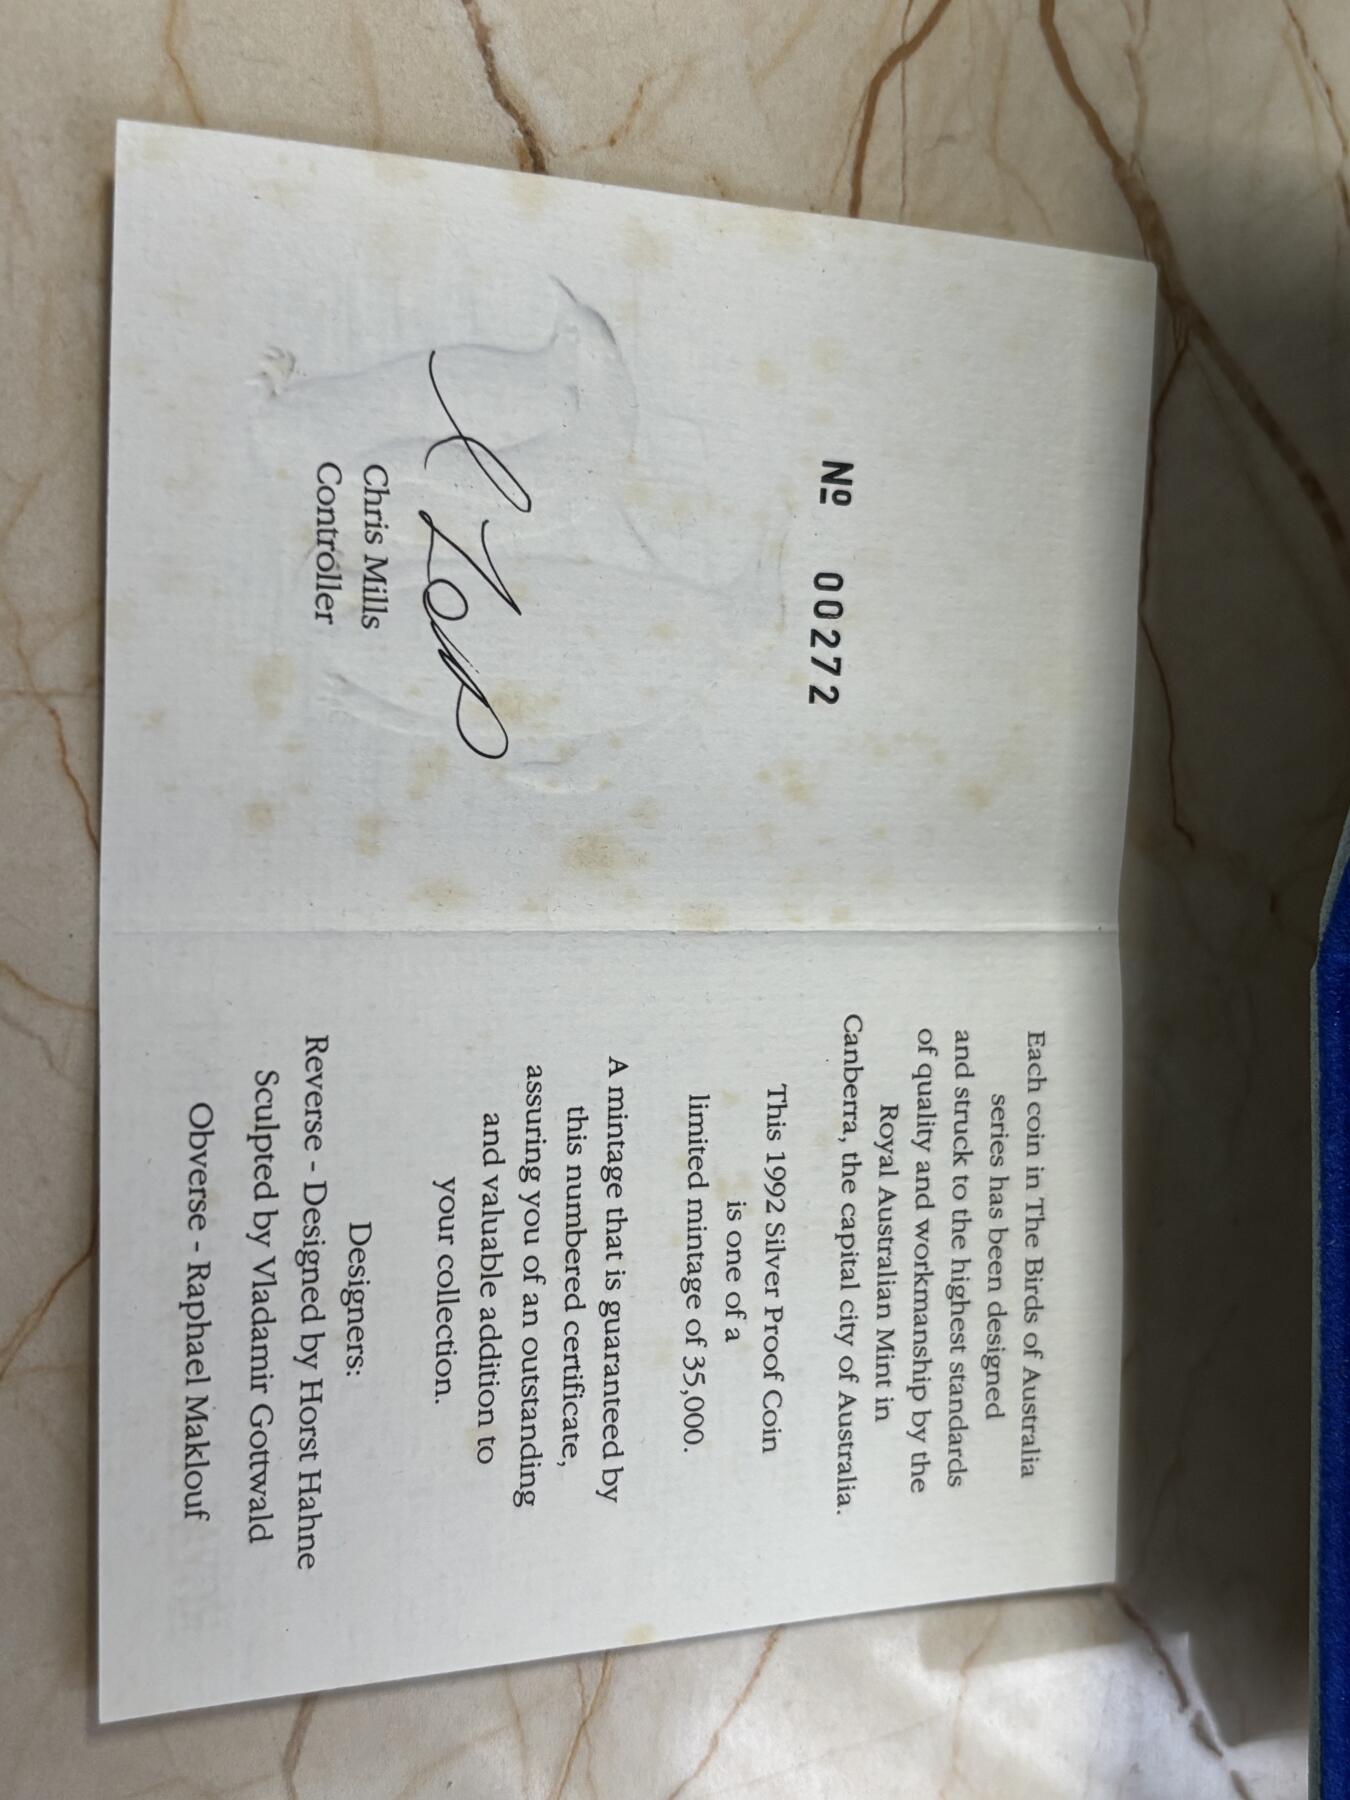 Nº 00272
Chris Mills
Controller
Each coin in The Birds of Australia
series has been designed
and struck to the highest standards
of quality and workmanship by the
Royal Australian Mint in
Canberra, the capital city of Australia.
This 1992 Silver Proof Coin
is one of a
limited mintage of 35,000.
A mintage that is guaranteed by
this numbered certificate,
assuring you of an outstanding
and valuable addition to
your collection.
Designers:
Reverse - Designed by Horst Hahne
Sculpted by Vladamir Gottwald
Obverse - Raphael Maklouf